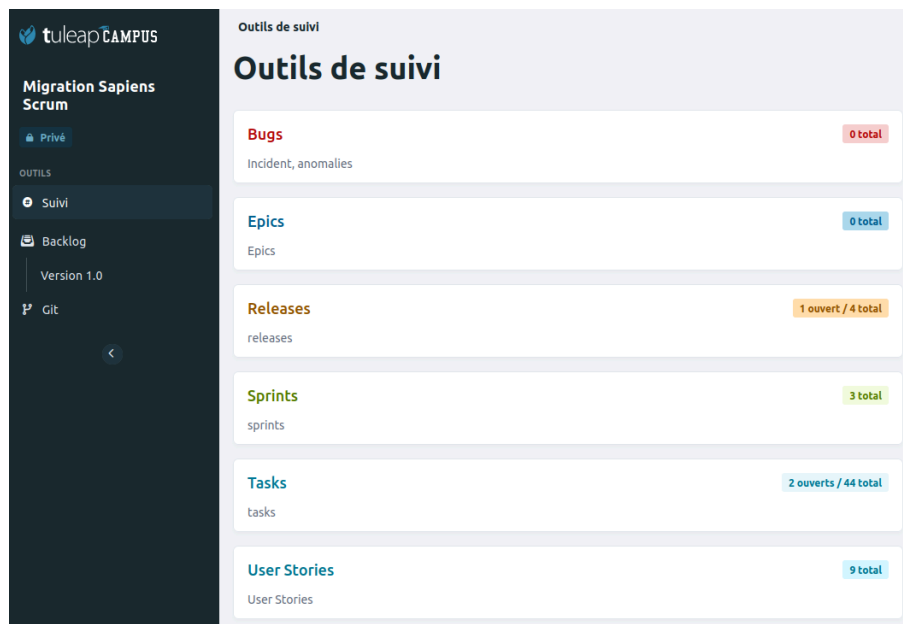 tuleap CAMPUS
Migration Sapiens
Scrum
Privé
OUTILS
Suivi
Backlog
Version 1.0
Git
Outils de suivi
Outils de suivi
Bugs
0 total
Incident, anomalies
Epics
0 total
Epics
Releases
1 ouvert / 4 total
releases
Sprints
3 total
sprints
Tasks
2 ouverts / 44 total
tasks
User Stories
9 total
User Stories